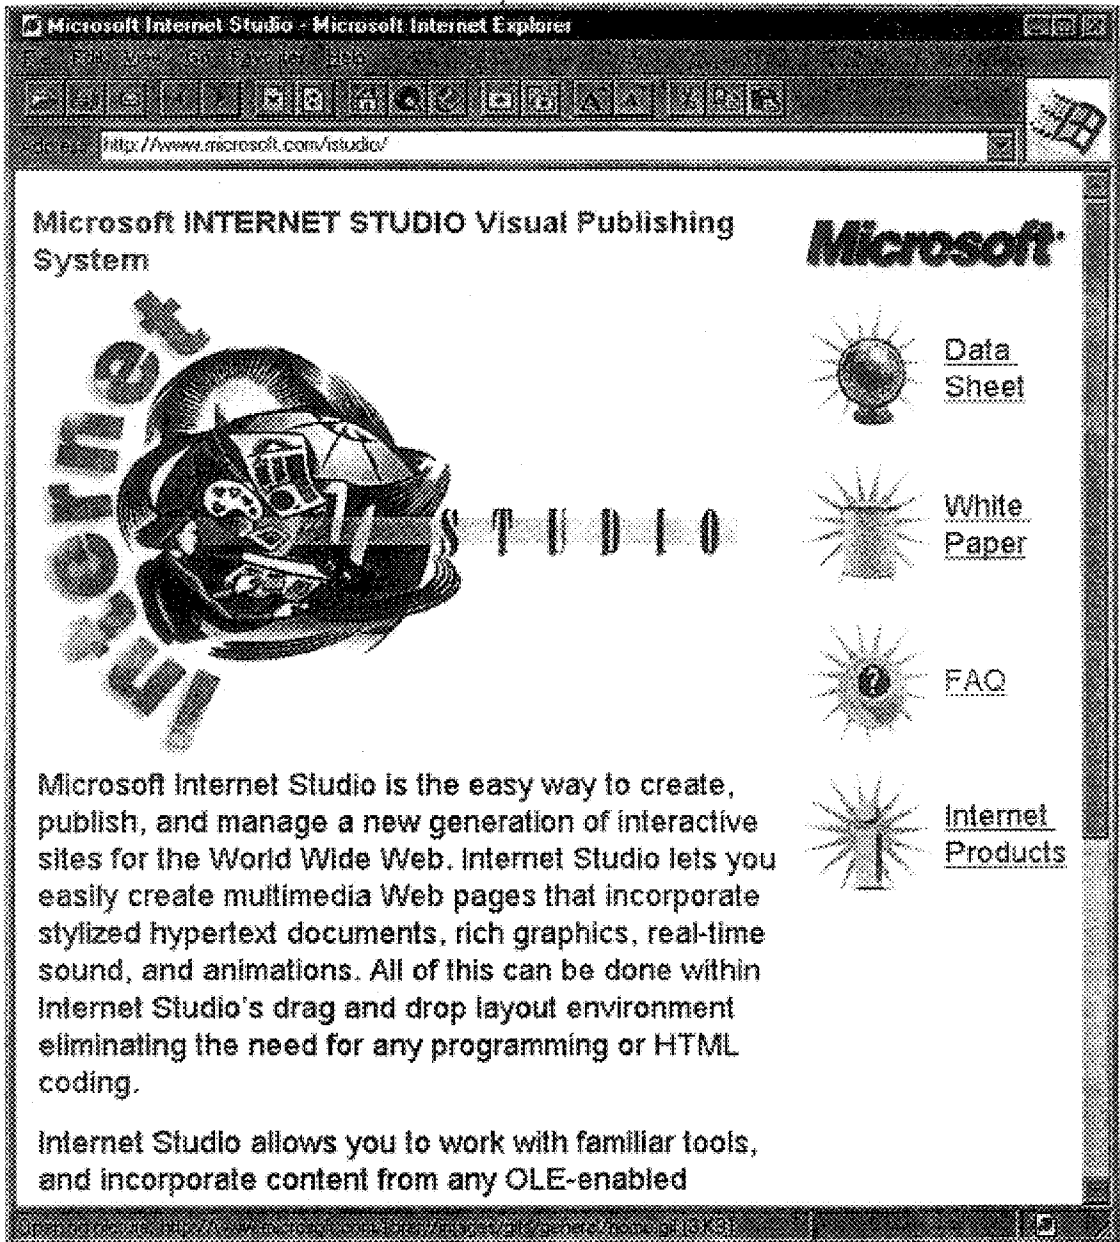 Microsoft Internet Studio - Microsoft Internet Explorer
Help
http://www.microsoft.com/istudio/
Microsoft INTERNET STUDIO Visual Publishing
System
Microsoft
Internet
STUDIO
Data
Sheet
White
Paper
?
FAQ
Internet
Products
Microsoft Internet Studio is the easy way to create,
publish, and manage a new generation of interactive
sites for the World Wide Web. Internet Studio lets you
easily create multimedia Web pages that incorporate
stylized hypertext documents, rich graphics, real-time
sound, and animations. All of this can be done within
Internet Studio's drag and drop layout environment
eliminating the need for any programming or HTML
coding.
Internet Studio allows you to work with familiar tools,
and incorporate content from any OLE-enabled